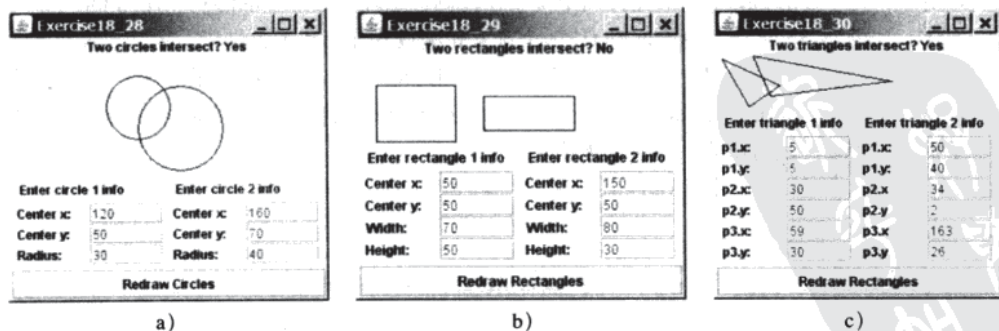 Exercise18_28
Two circles intersect? Yes
Enter circle 1 info Enter circle 2 info
Center x: 120 Center x: 160
Center y: 50 Center y: 70
Radius: 30 Radius: 40
Redraw Circles
a)
Exercise18_29
Two rectangles intersect? No
Enter rectangle 1 info Enter rectangle 2 info
Center x: 50 Center x: 150
Center y: 50 Center y: 50
Width: 70 Width: 80
Height: 50 Height: 30
Redraw Rectangles
b)
Exercise18_30
Two triangles intersect? Yes
Enter triangle 1 info Enter triangle 2 info
p1.x: 5 p1.x: 50
p1.y: 5 p1.y: 40
p2.x: 30 p2.x 34
p2.y: 50 p2.y 2
p3.x: 59 p3.x 163
p3.y: 30 p3.y 26
Redraw Rectangles
c)